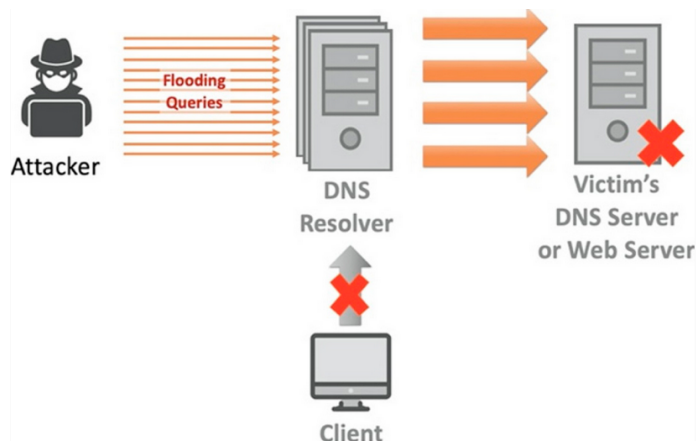 Flooding
Queries
Attacker
DNS
Resolver
Victim's
DNS Server
or Web Server
Client